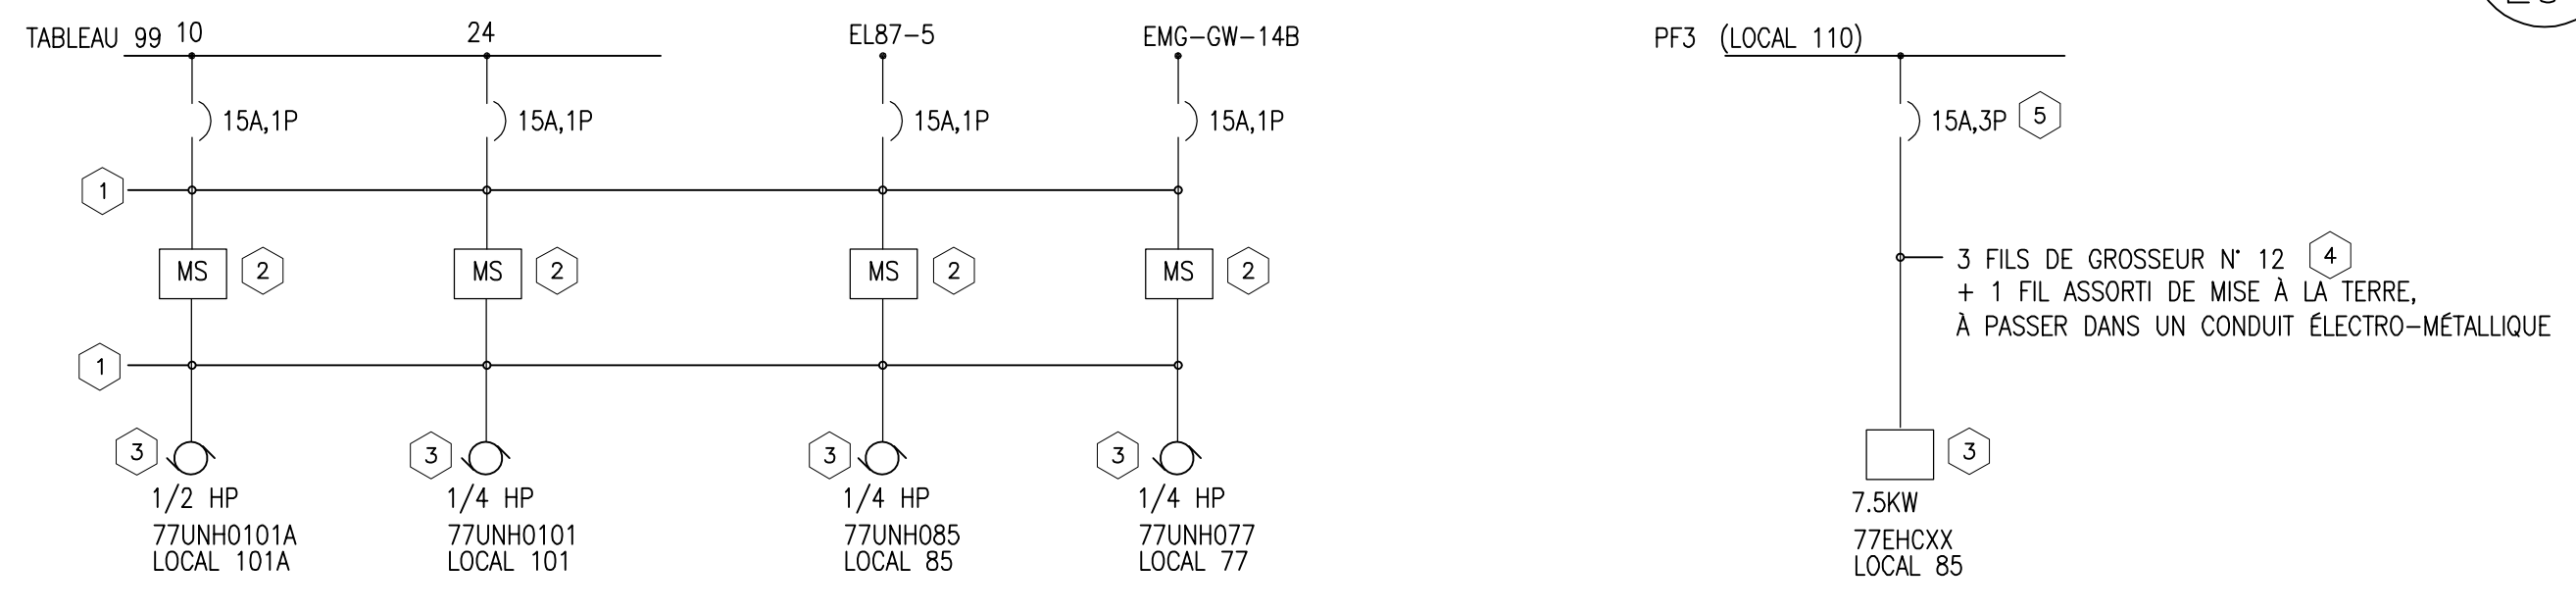 TABLEAU 99 10 24 EL87-5 EMG-GW-14B PF3 (LOCAL 110)
15A,1P 15A,1P 15A,1P 15A,1P 15A,3P 5
1
MS 2 MS 2 MS 2 MS 2
3 FILS DE GROSSEUR N° 12 4
+ 1 FIL ASSORTI DE MISE À LA TERRE,
À PASSER DANS UN CONDUIT ÉLECTRO-MÉTALLIQUE
1
3 3 3 3 3
1/2 HP 1/4 HP 1/4 HP 1/4 HP 7.5KW
77UNH0101A 77UNH0101 77UNH085 77UNH077 77EHCXX
LOCAL 101A LOCAL 101 LOCAL 85 LOCAL 77 LOCAL 85